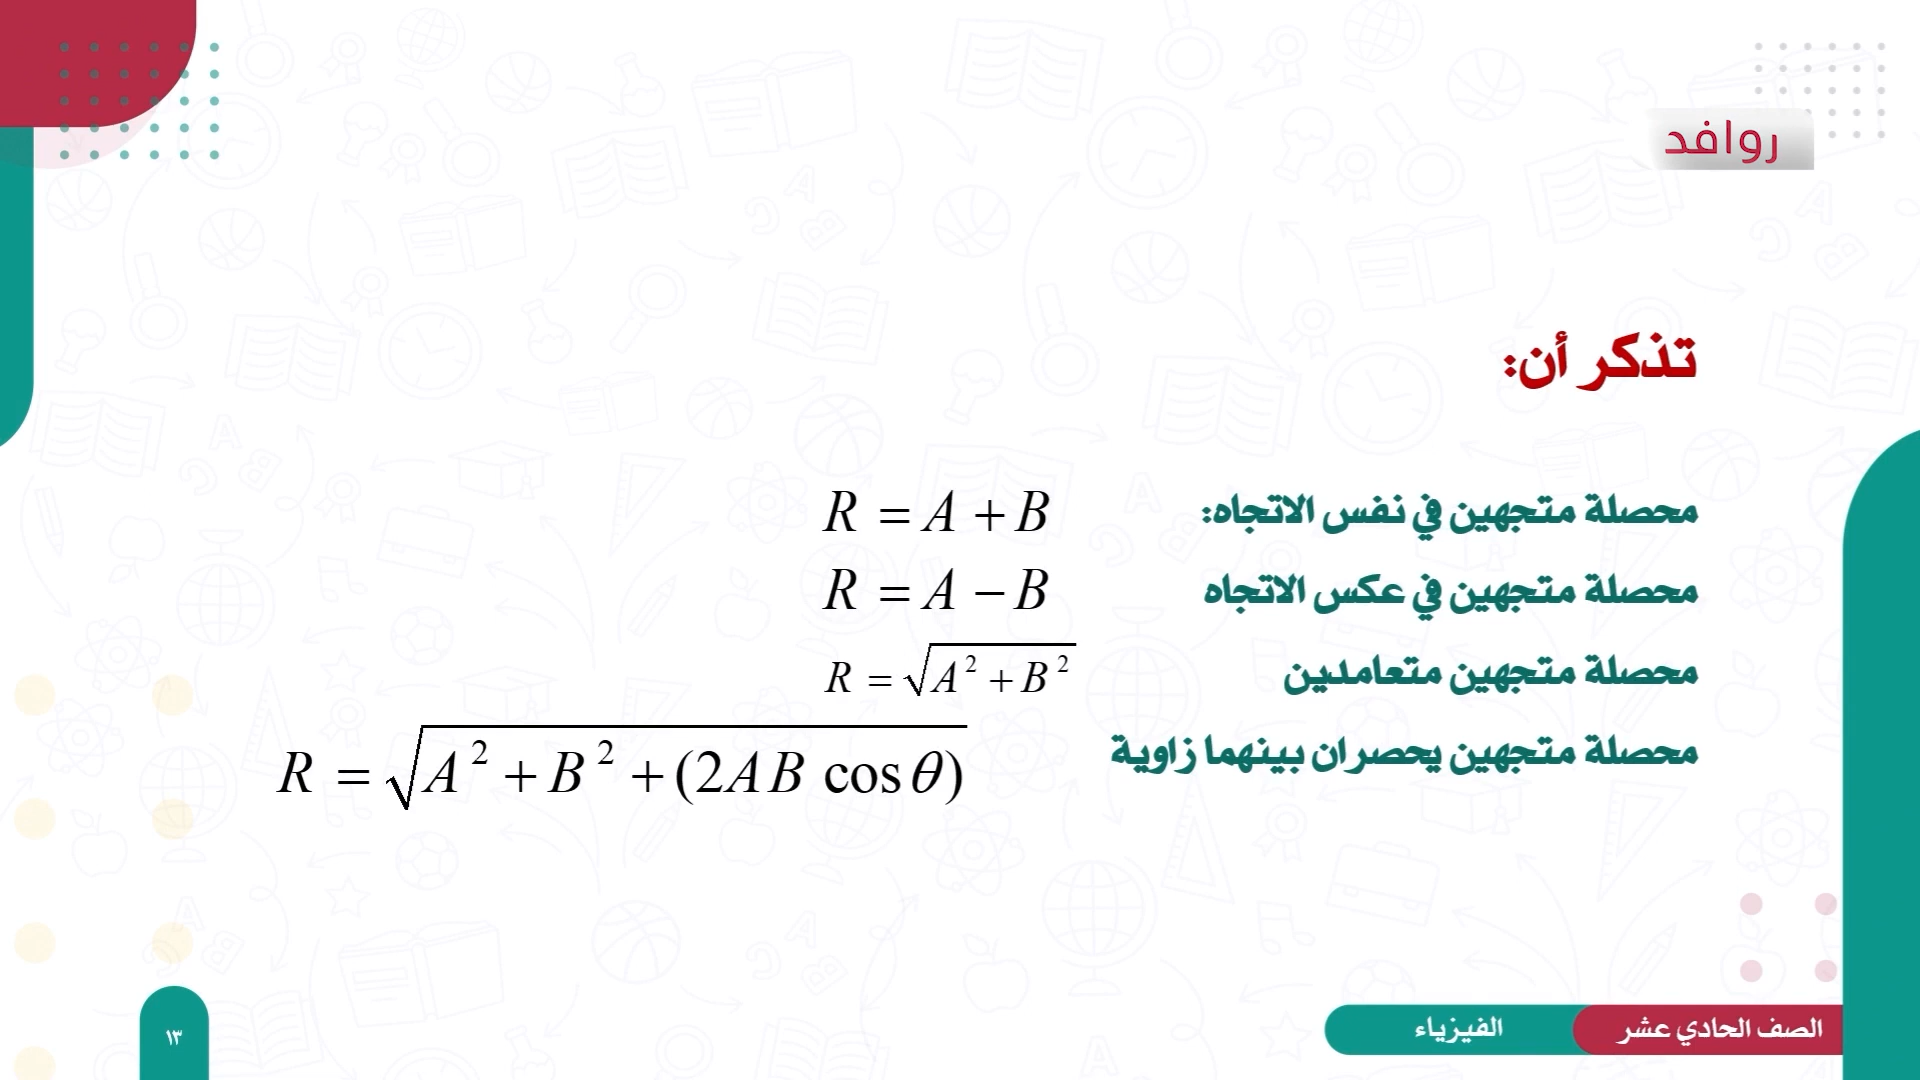 روافد
تذكر أن:
محصلة متجهين في نفس الاتجاه: R = A + B
محصلة متجهين في عكس الاتجاه R = A − B
محصلة متجهين متعامدين R = √(A² + B²)
محصلة متجهين يحصران بينهما زاوية R = √(A² + B² + (2AB cos θ))
الصف الحادي عشر
الفيزياء
١٣